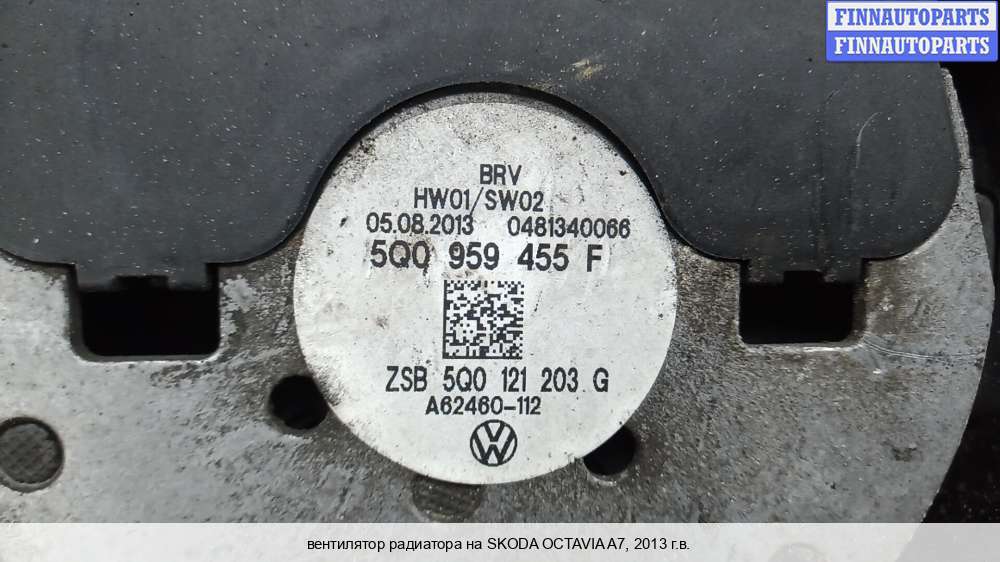 FINNAUTOPARTS
FINNAUTOPARTS
BRV
HW01/SW02
05.08.2013 0481340066
5Q0 959 455 F
ZSB 5Q0 121 203 G
A62460-112
вентилятор радиатора на SKODA OCTAVIA A7, 2013 г.в.